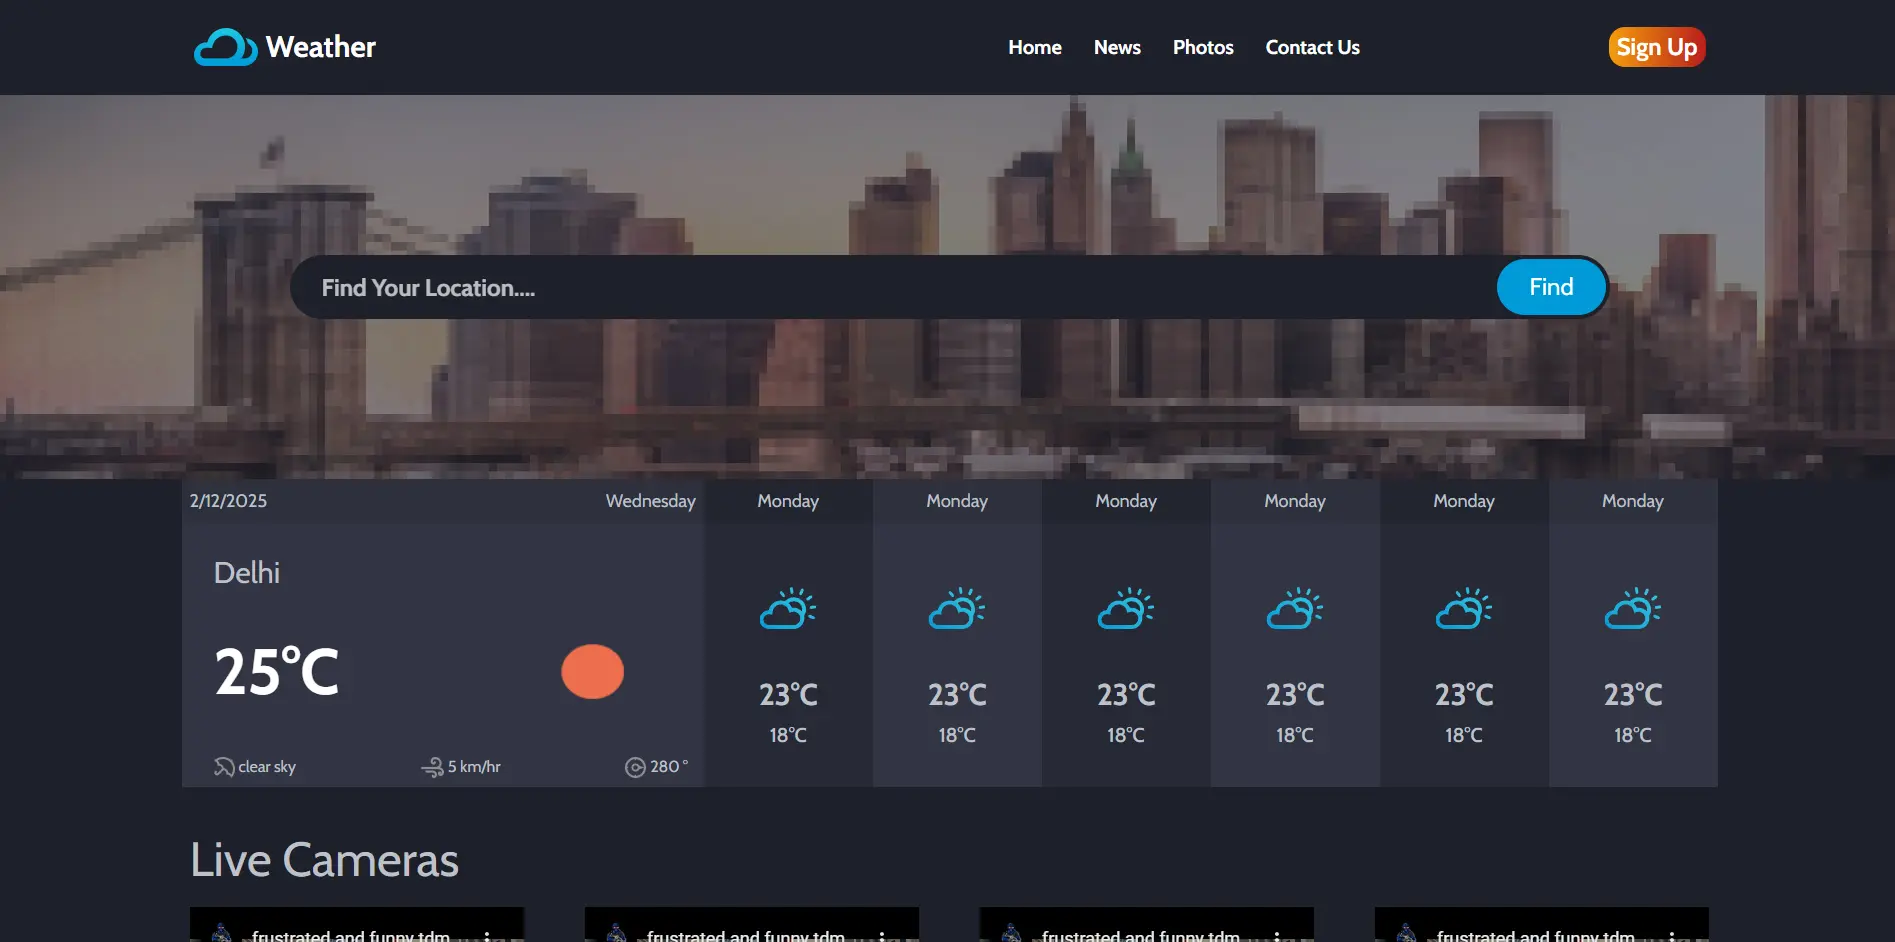 Weather
Home News Photos Contact Us
Sign Up
Find Your Location....
Find
2/12/2025 Wednesday Monday Monday Monday Monday Monday Monday
Delhi
25°C
23°C 23°C 23°C 23°C 23°C 23°C
18°C 18°C 18°C 18°C 18°C 18°C
clear sky 5 km/hr 280 °
Live Cameras
frustrated and funny tdm frustrated and funny tdm frustrated and funny tdm frustrated and funny tdm